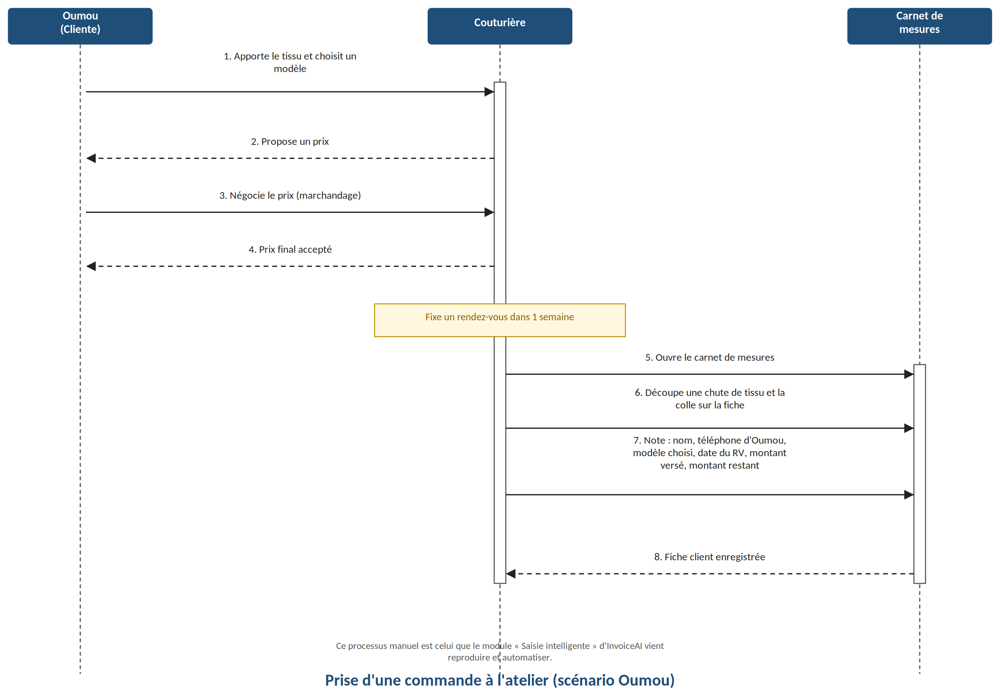 Oumou
(Cliente)
Couturière
Carnet de
mesures
1. Apporte le tissu et choisit un
modèle
2. Propose un prix
3. Négocie le prix (marchandage)
4. Prix final accepté
Fixe un rendez-vous dans 1 semaine
5. Ouvre le carnet de mesures
6. Découpe une chute de tissu et la
colle sur la fiche
7. Note : nom, téléphone d'Oumou,
modèle choisi, date du RV, montant
versé, montant restant
8. Fiche client enregistrée
Ce processus manuel est celui que le module « Saisie intelligente » d'InvoiceAI vient
reproduire et automatiser.
Prise d'une commande à l'atelier (scénario Oumou)